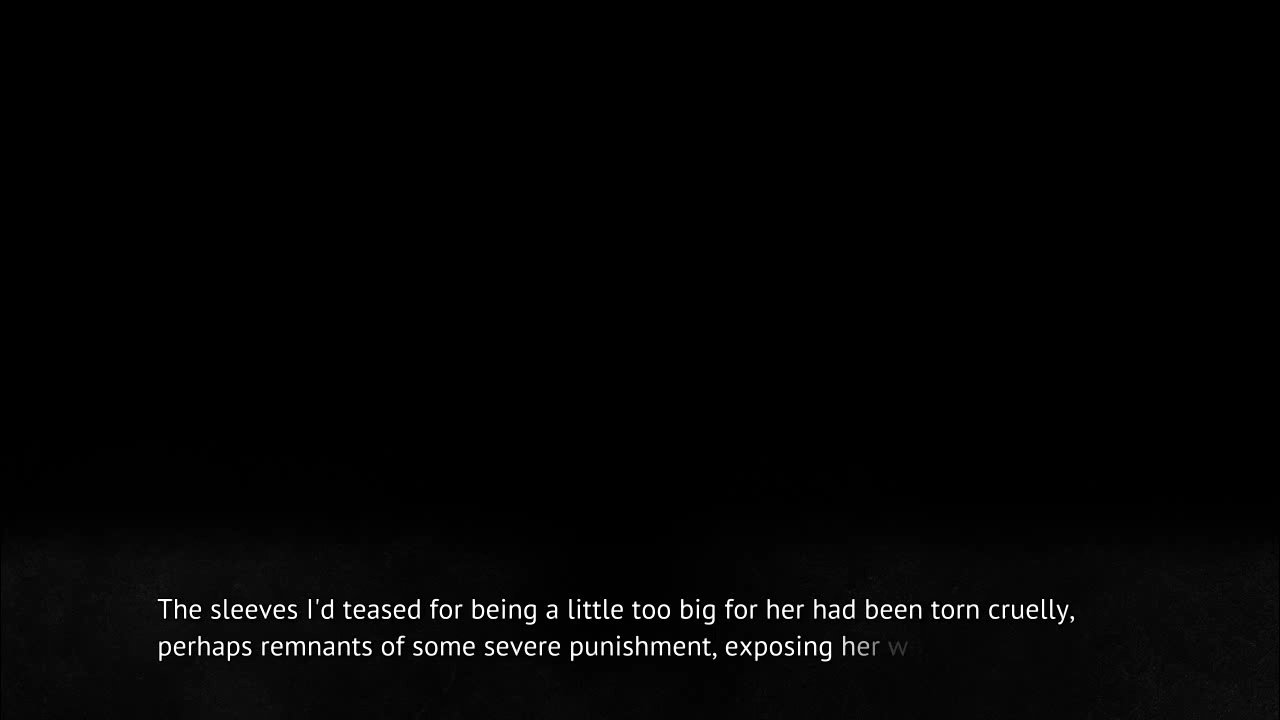 The sleeves I'd teased for being a little too big for her had been torn cruelly,
perhaps remnants of some severe punishment, exposing her w